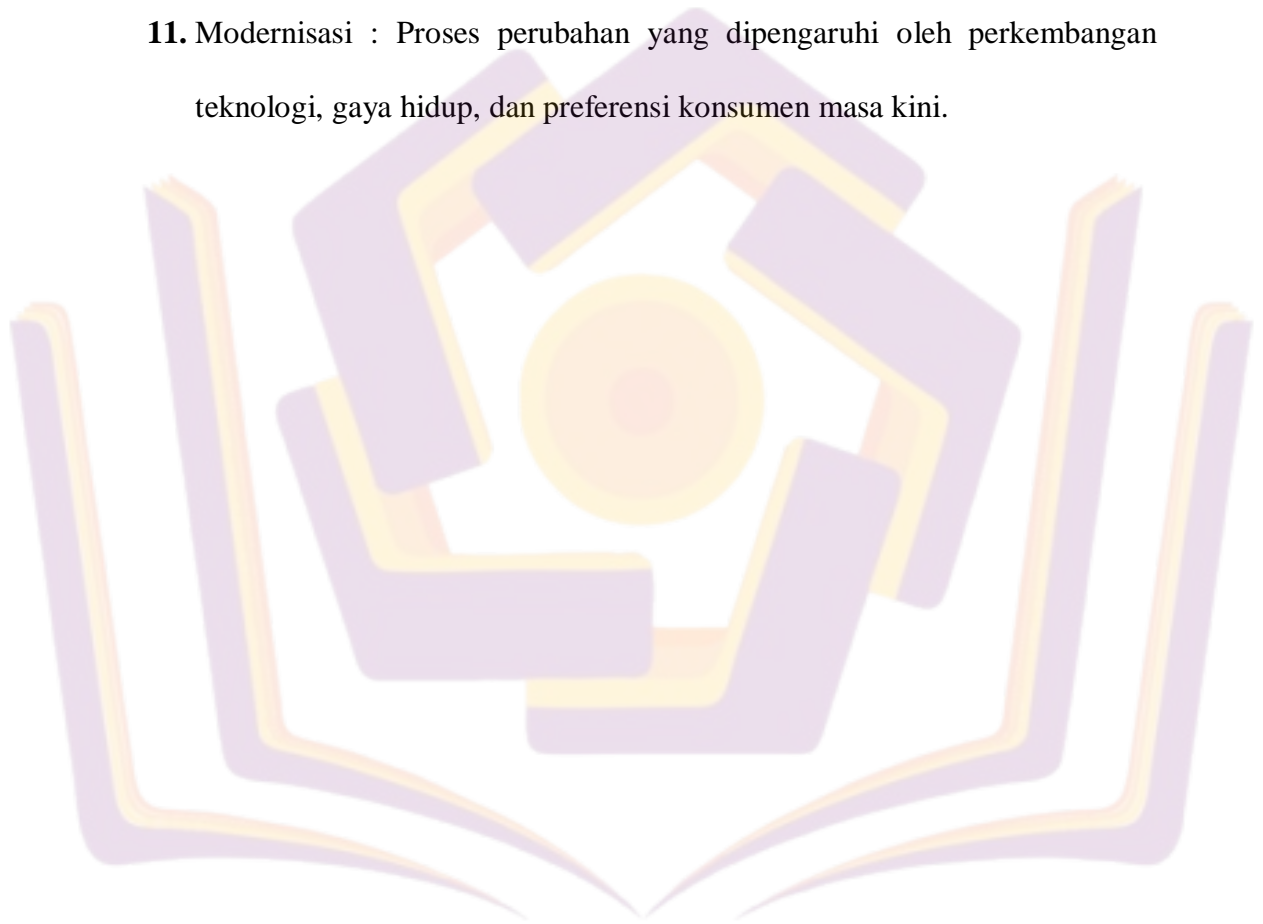 11. Modernisasi : Proses perubahan yang dipengaruhi oleh perkembangan
teknologi, gaya hidup, dan preferensi konsumen masa kini.